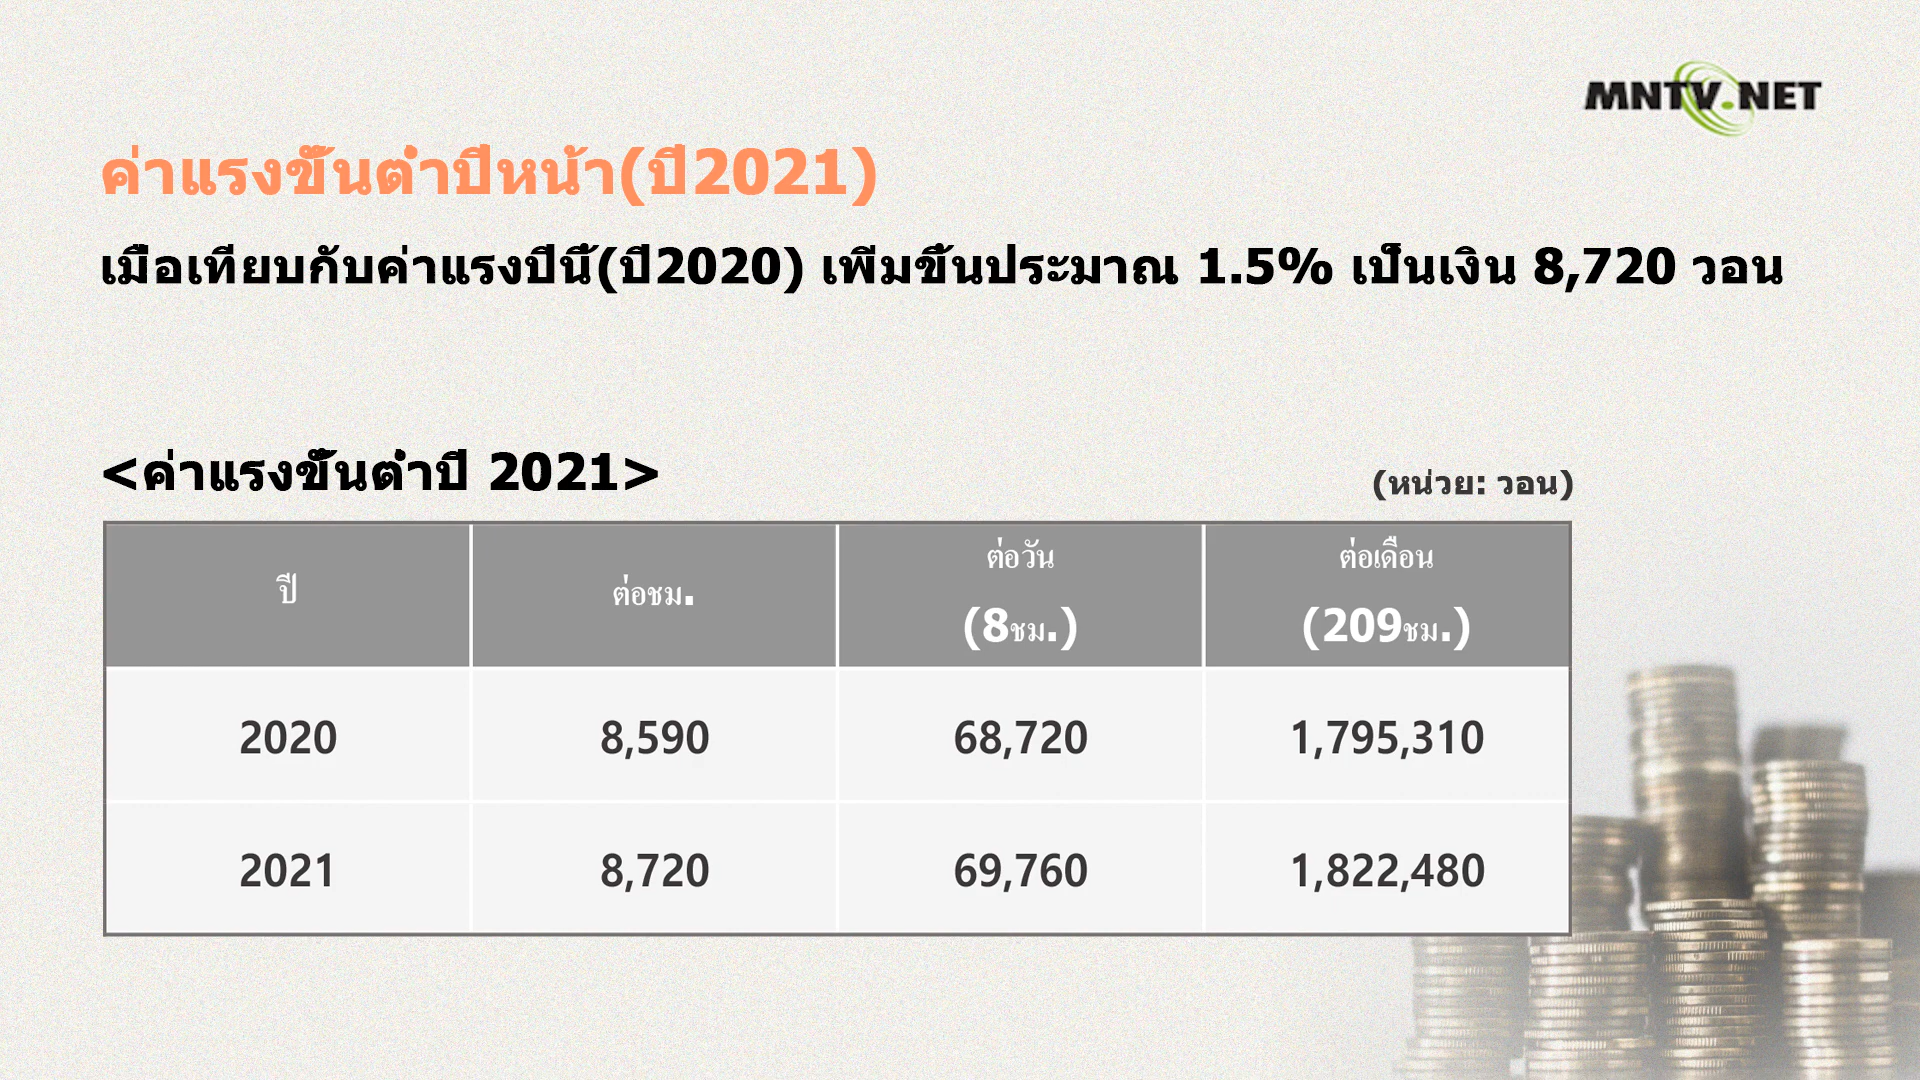 MNTV.NET
ค่าแรงขั้นต่ำปีหน้า(ปี2021)
เมื่อเทียบกับค่าแรงปีนี้(ปี2020) เพิ่มขึ้นประมาณ 1.5% เป็นเงิน 8,720 วอน
<ค่าแรงขั้นต่ำปี 2021>
(หน่วย: วอน)
ปี
ต่อชม.
ต่อวัน
(8ชม.)
ต่อเดือน
(209ชม.)
2020 8,590 68,720 1,795,310
2021 8,720 69,760 1,822,480